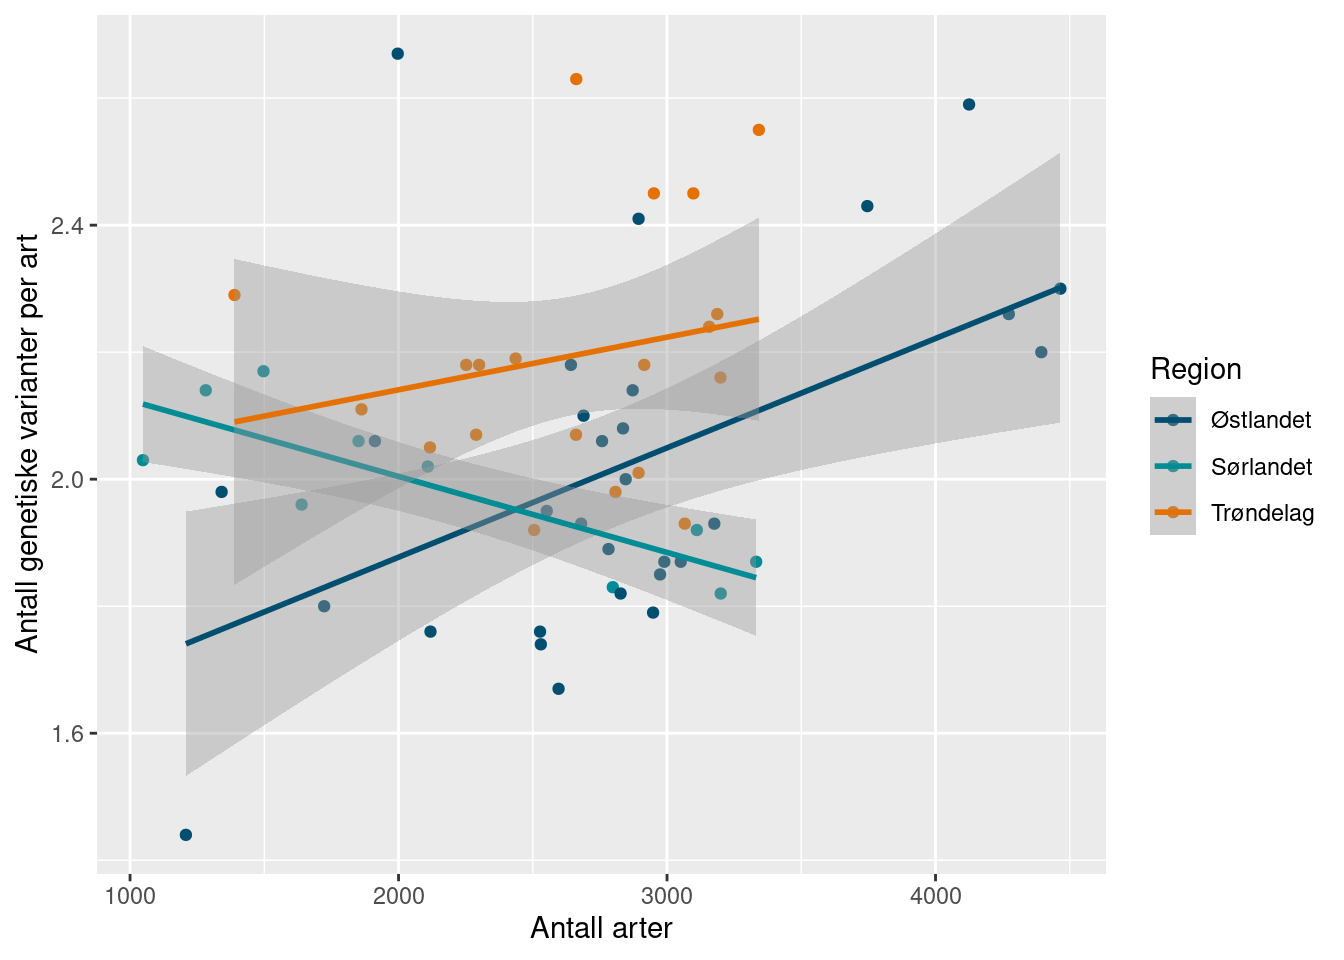 Antall genetiske varianter per art
2.4
2.0
1.6
1000 2000 3000 4000
Antall arter
Region
Østlandet
Sørlandet
Trøndelag